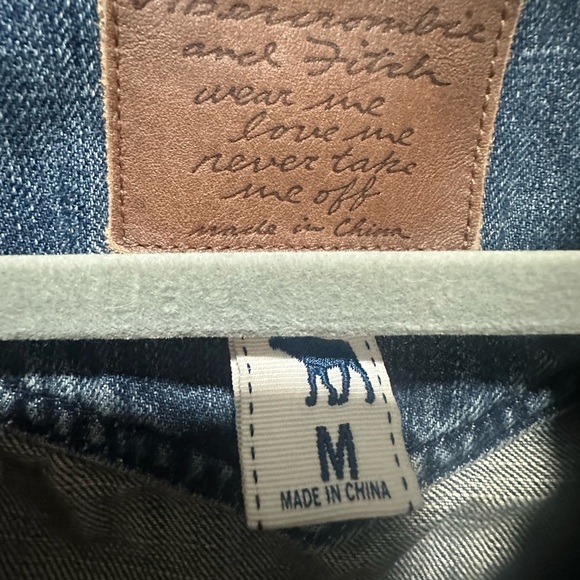 Abercrombie
and Fitch
wear me
love me
never take
me off
made in China
M
MADE IN CHINA